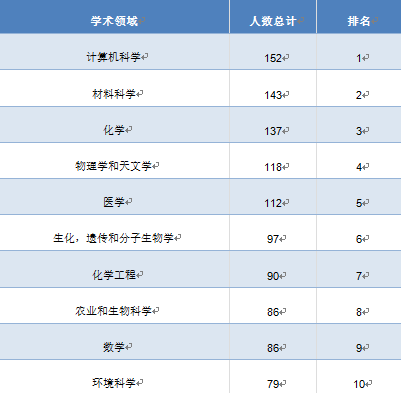 学术领域 人数总计 排名
计算机科学 152 1
材料科学 143 2
化学 137 3
物理学和天文学 118 4
医学 112 5
生化，遗传和分子生物学 97 6
化学工程 90 7
农业和生物科学 86 8
数学 86 9
环境科学 79 10